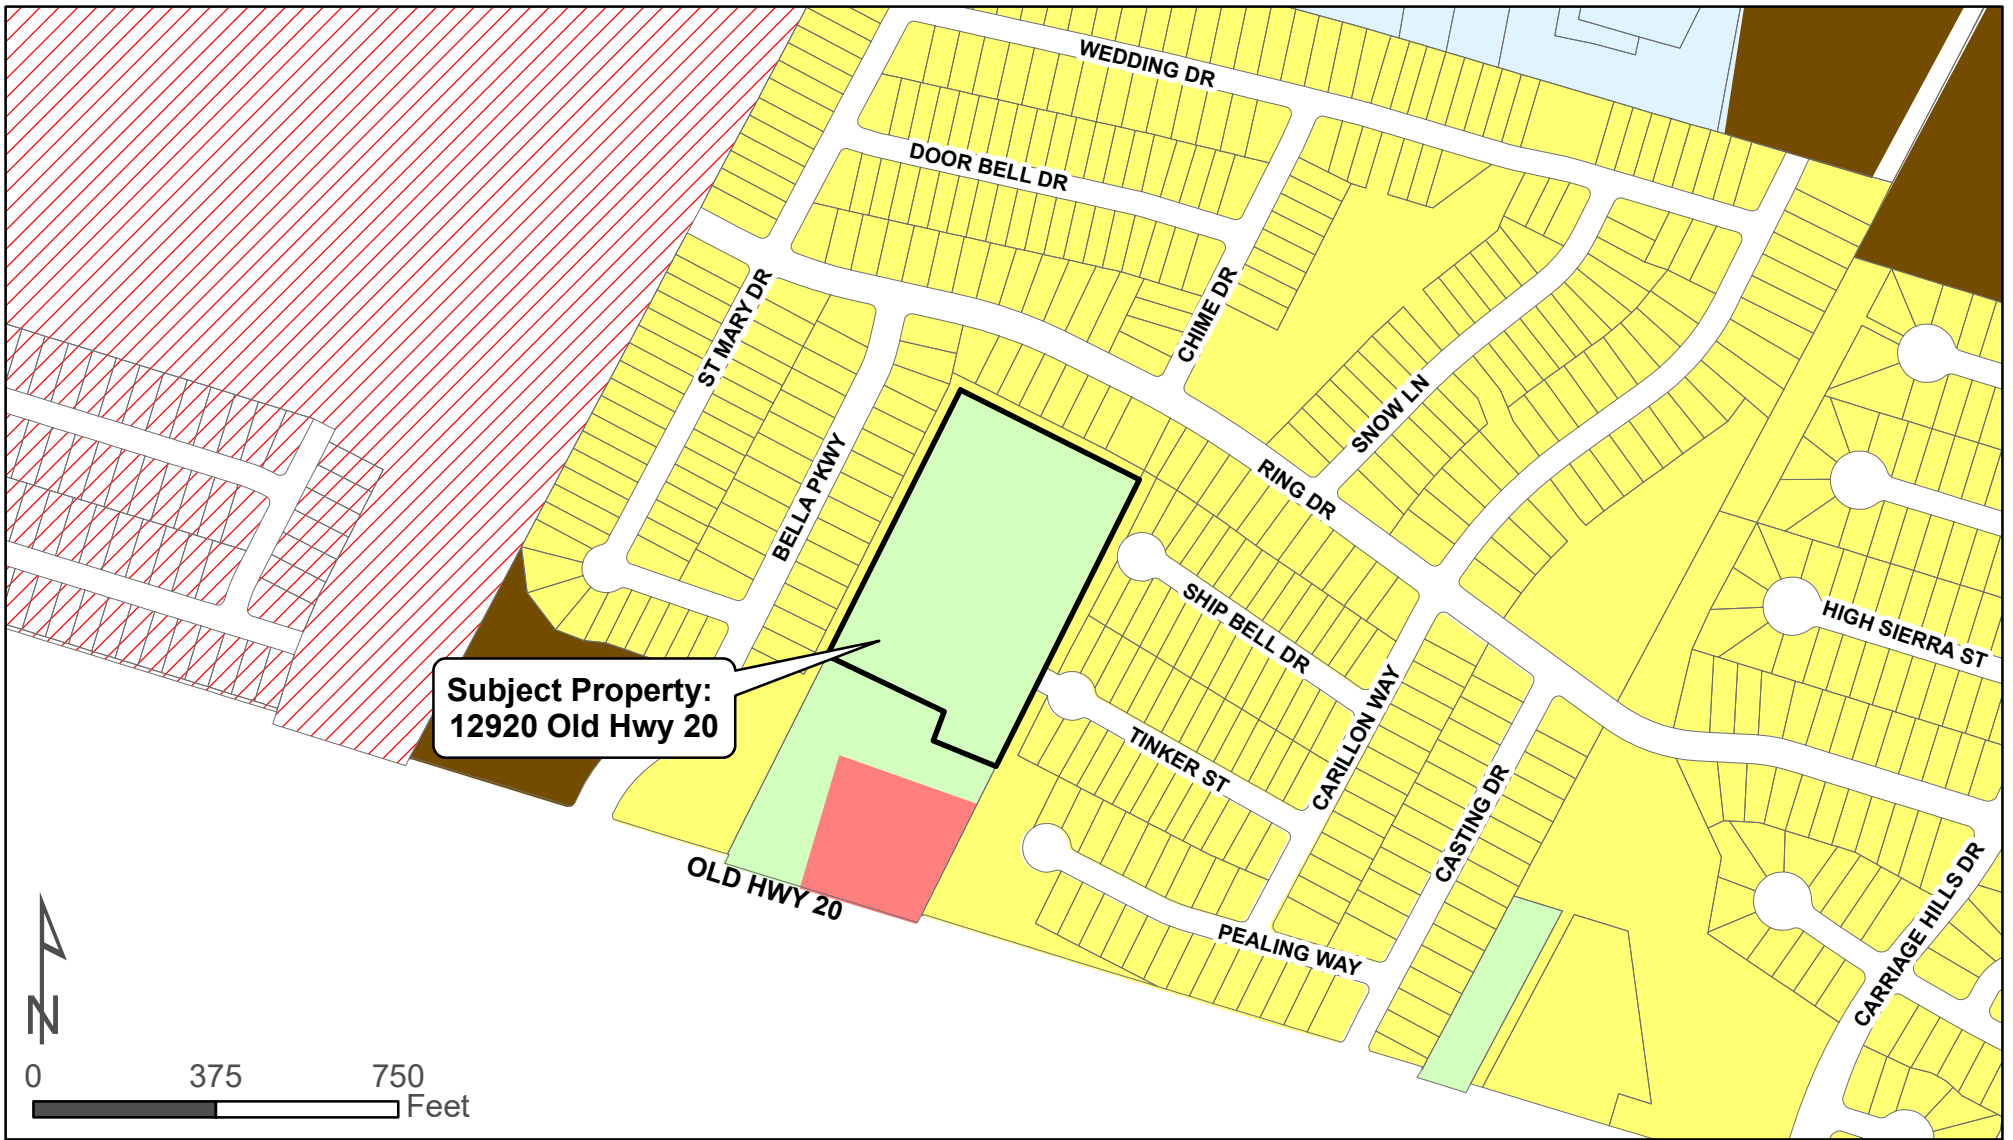 WEDDING DR
DOOR BELL DR
ST MARY DR
CHIME DR
SNOW LN
BELLA PKWY
RING DR
SHIP BELL DR
HIGH SIERRA ST
Subject Property:
12920 Old Hwy 20
TINKER ST
CARILLON WAY
CASTING DR
OLD HWY 20
PEALING WAY
CARRIAGE HILLS DR
N
0 375 750
Feet